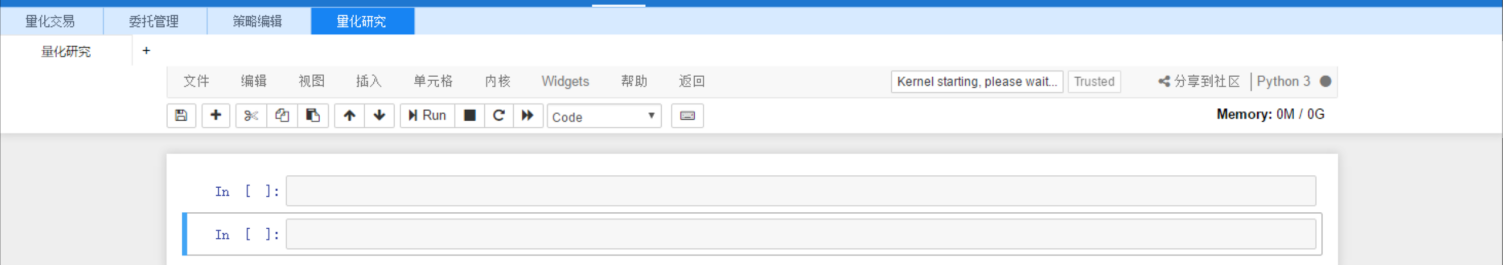 量化交易 委托管理 策略编辑 量化研究
量化研究 +
文件 编辑 视图 插入 单元格 内核 Widgets 帮助 返回 Kernel starting, please wait... Trusted 分享到社区 Python 3
Run Code Memory: 0M / 0G
In [ ]:
In [ ]: